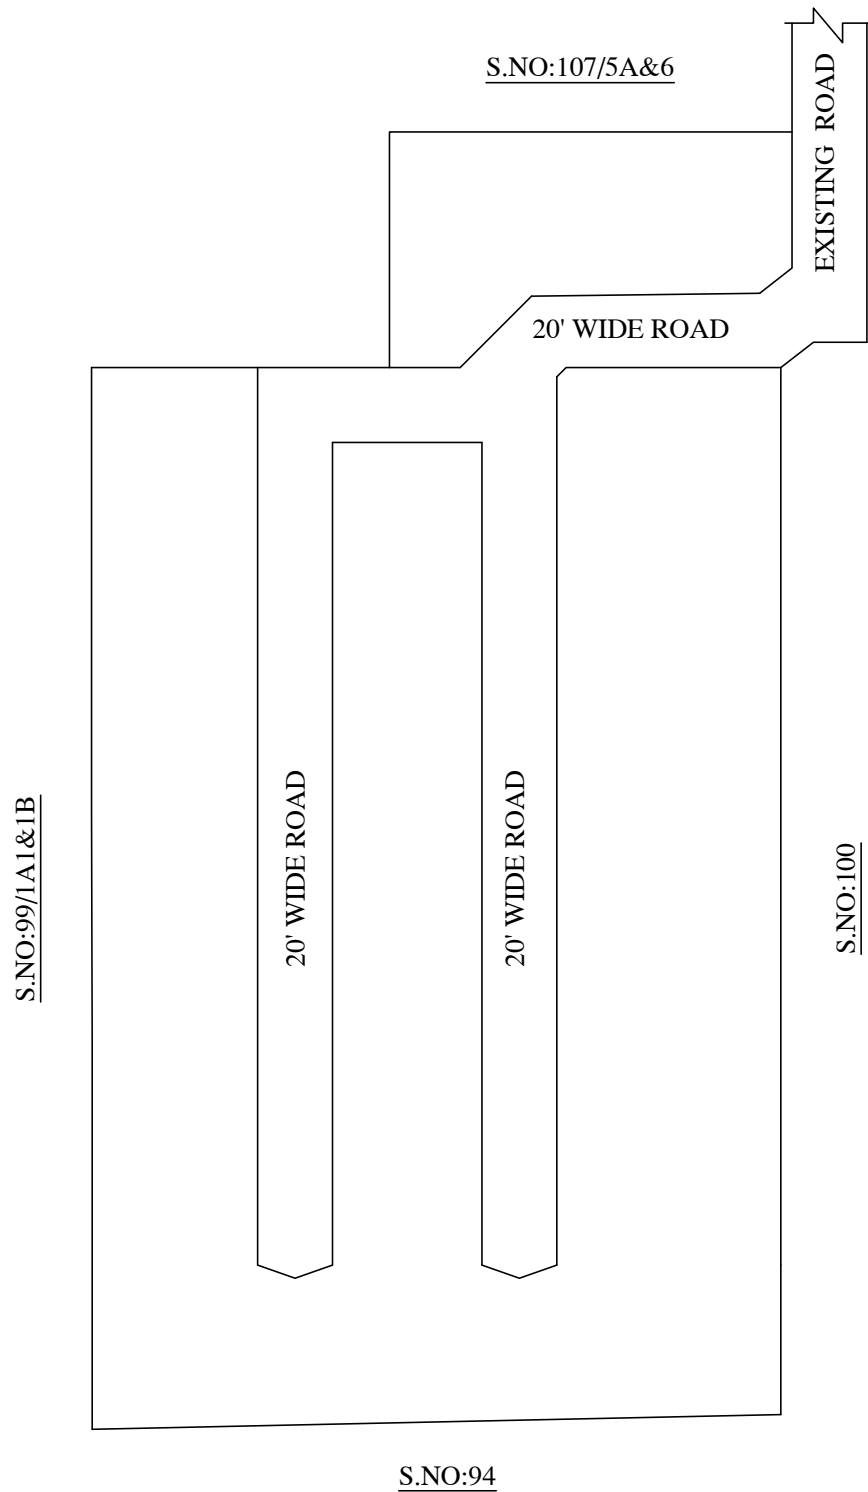 S.NO:107/5A&6
EXISTING ROAD
20' WIDE ROAD
20' WIDE ROAD
20' WIDE ROAD
S.NO:99/1A1&1B
S.NO:100
S.NO:94